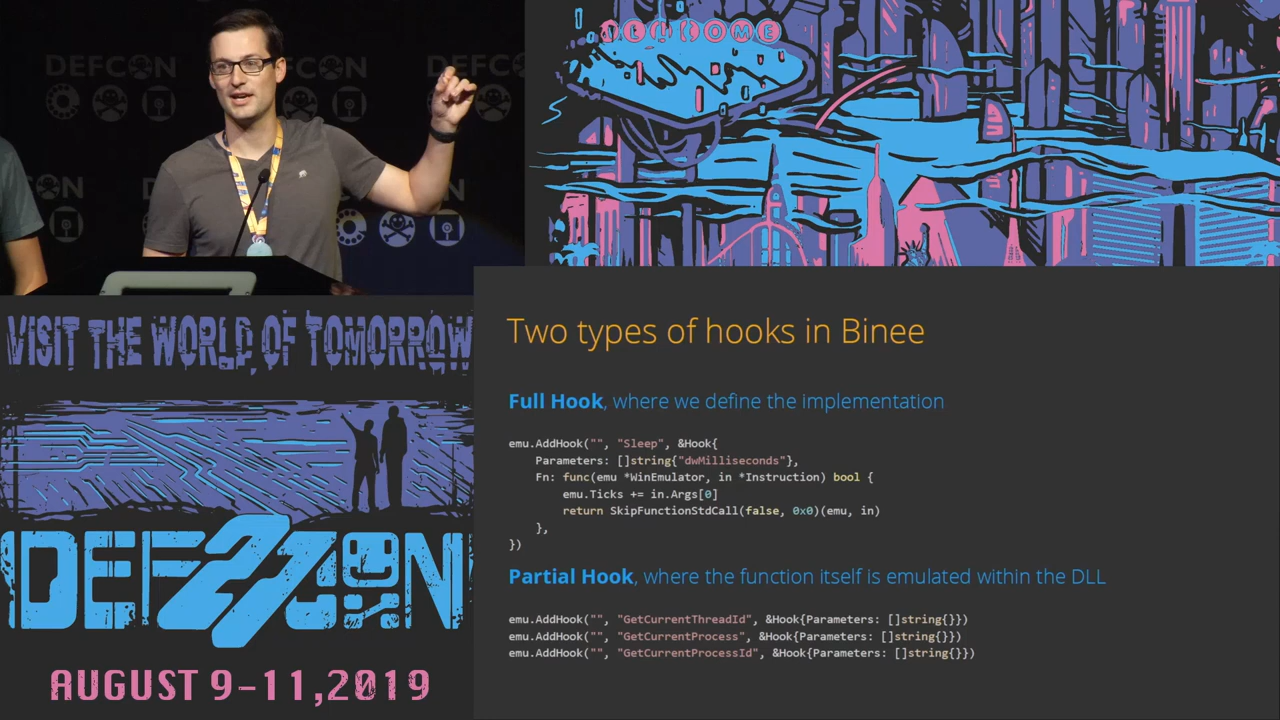 DEFCON
DEFCON
DEFCON
WELCOME
VISIT THE WORLD OF TOMORROW
DEF27CON
AUGUST 9-11,2019
Two types of hooks in Binee
Full Hook, where we define the implementation
emu.AddHook("", "Sleep", &Hook{
Parameters: []string{"dwMilliseconds"},
Fn: func(emu *WinEmulator, in *Instruction) bool {
emu.Ticks += in.Args[0]
return SkipFunctionStdCall(false, 0x0)(emu, in)
},
})
Partial Hook, where the function itself is emulated within the DLL
emu.AddHook("", "GetCurrentThreadId", &Hook{Parameters: []string{}})
emu.AddHook("", "GetCurrentProcess", &Hook{Parameters: []string{}})
emu.AddHook("", "GetCurrentProcessId", &Hook{Parameters: []string{}})